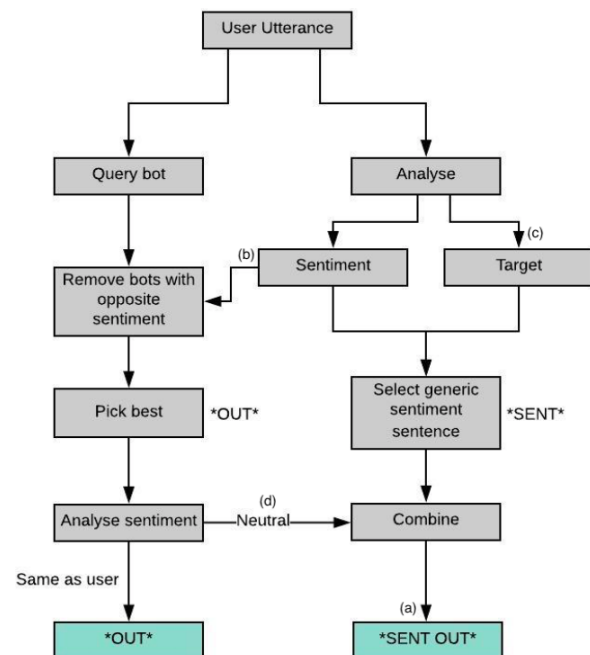 User Utterance
Query bot
Analyse
(c)
(b)
Sentiment
Target
Remove bots with
opposite
sentiment
Pick best
*OUT*
Select generic
sentiment
sentence
*SENT*
(d)
Analyse sentiment
Neutral
Combine
Same as user
(a)
*OUT*
*SENT OUT*